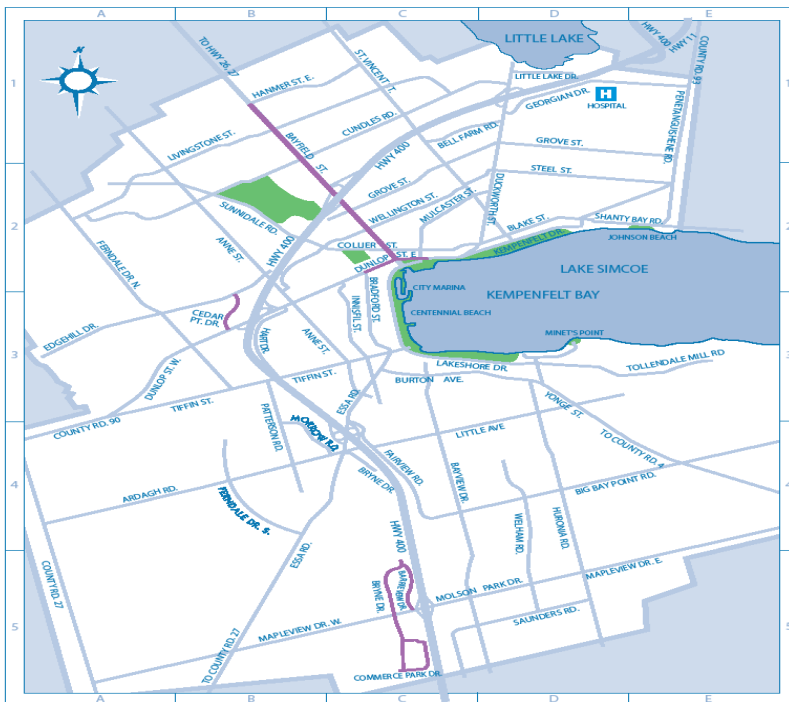 A B C D E
N
TO HWY 26, 27
ST. VINCENT T.
LITTLE LAKE
HWY 400
HWY 11
COUNTY RD. 93
1
1
HANMER ST. E.
LITTLE LAKE DR.
GEORGIAN DR.
H
HOSPITAL
CUNDLES RD.
LIVINGSTONE ST.
BAYFIELD ST.
HWY 400
BELL FARM RD.
GROVE ST.
PENETANGUISHENE RD.
STEEL ST.
GROVE ST.
WELLINGTON ST.
MULCASTER ST.
DUCKWORTH ST.
SUNNIDALE RD.
2
2
BLAKE ST.
SHANTY BAY RD.
KEMPENFELT DR.
JOHNSON BEACH
COLLIER ST.
DUNLOP ST. E
ANNE ST.
HWY 400
FERNDALE DR. N.
LAKE SIMCOE
KEMPENFELT BAY
CITY MARINA
CENTENNIAL BEACH
INNISFIL ST.
BRADFORD ST.
CEDAR
PT. DR.
EDGEHILL DR.
HART DR.
ANNE ST.
MINET'S POINT
3
3
LAKESHORE DR.
TOLLENDALE MILL RD
DUNLOP ST. W.
TIFFIN ST.
BURTON AVE.
ESSA RD.
TIFFIN ST.
COUNTY RD. 90
PATTERSON RD.
MORROW RD.
YONGE ST.
TO COUNTY RD. 4
LITTLE AVE.
FAIRVIEW RD.
BRYNE DR.
BAYVIEW DR.
BIG BAY POINT RD.
4
4
ARDAGH RD.
FERNDALE DR. S.
HWY 400
WELHAM RD.
HURONIA RD.
ESSA RD.
COUNTY RD. 27
BRYNE DR.
BARRIE VIEW DR.
MOLSON PARK DR.
MAPLEVIEW DR. E.
SAUNDERS RD.
MAPLEVIEW DR. W.
5
5
TO COUNTY RD. 27
COMMERCE PARK DR.
A B C D E